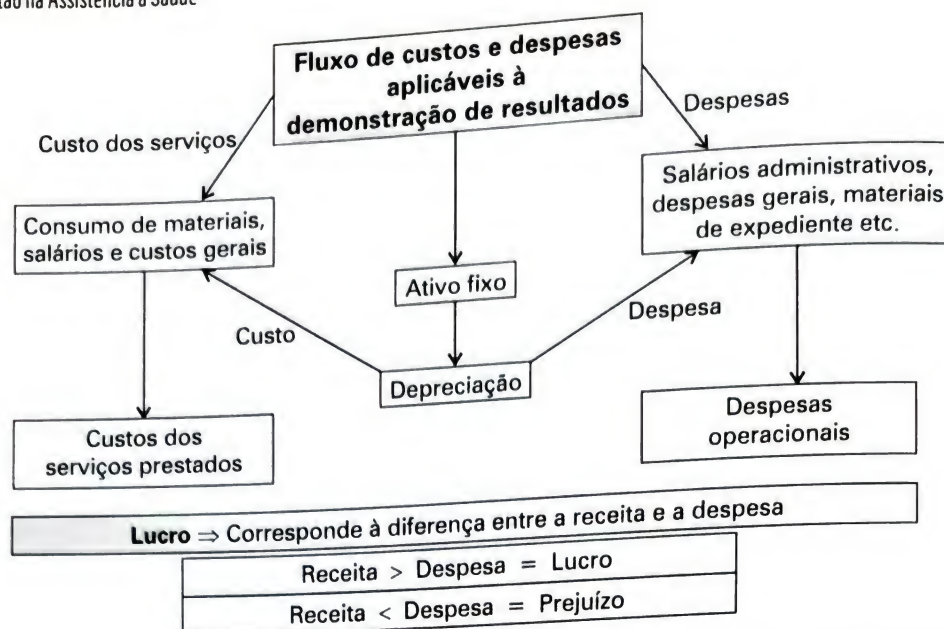 na Assistência à Saúde
Fluxo de custos e despesas
aplicáveis à
demonstração de resultados
Custo dos serviços
Despesas
Consumo de materiais,
salários e custos gerais
Salários administrativos,
despesas gerais, materiais
de expediente etc.
Ativo fixo
Custo
Despesa
Depreciação
Custos dos
serviços prestados
Despesas
operacionais
Lucro ⇒ Corresponde à diferença entre a receita e a despesa
Receita > Despesa = Lucro
Receita < Despesa = Prejuízo